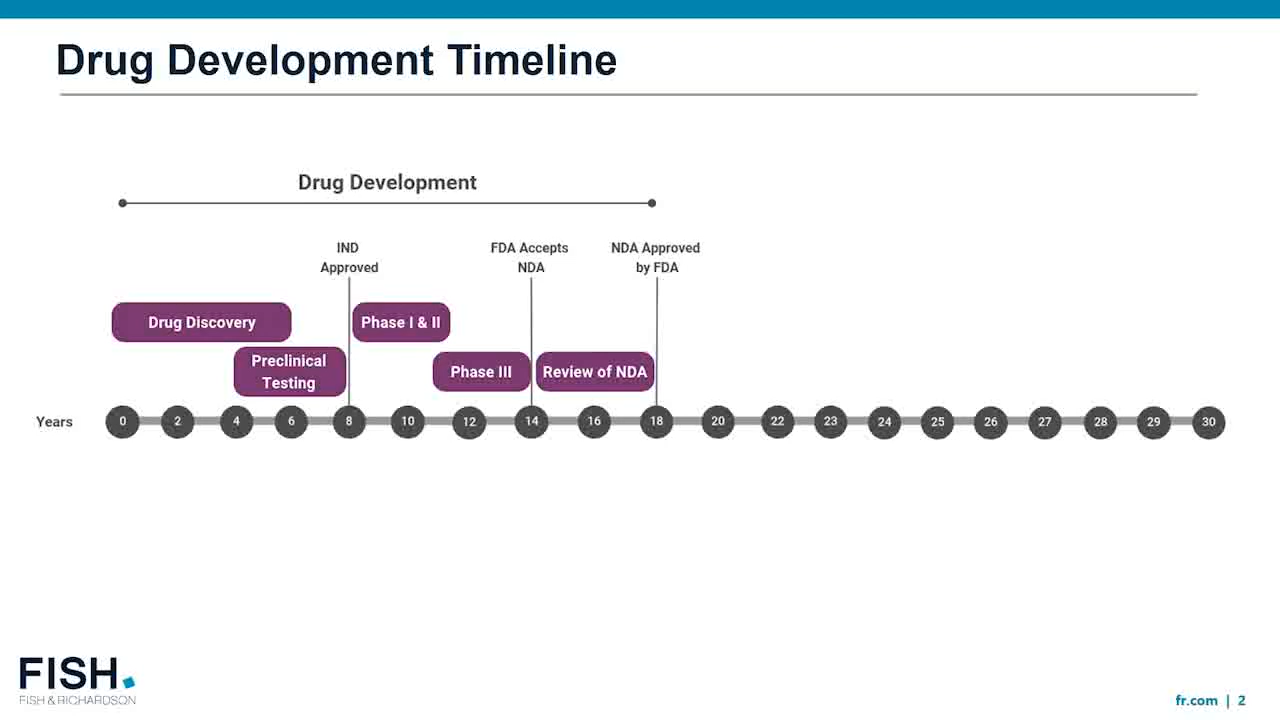 Drug Development Timeline
Drug Development
IND
Approved
FDA Accepts
NDA
NDA Approved
by FDA
Drug Discovery
Phase I & II
Preclinical
Testing
Phase III
Review of NDA
Years 0 2 4 6 8 10 12 14 16 18 20 22 23 24 25 26 27 28 29 30
FISH.
FISH & RICHARDSON
fr.com | 2